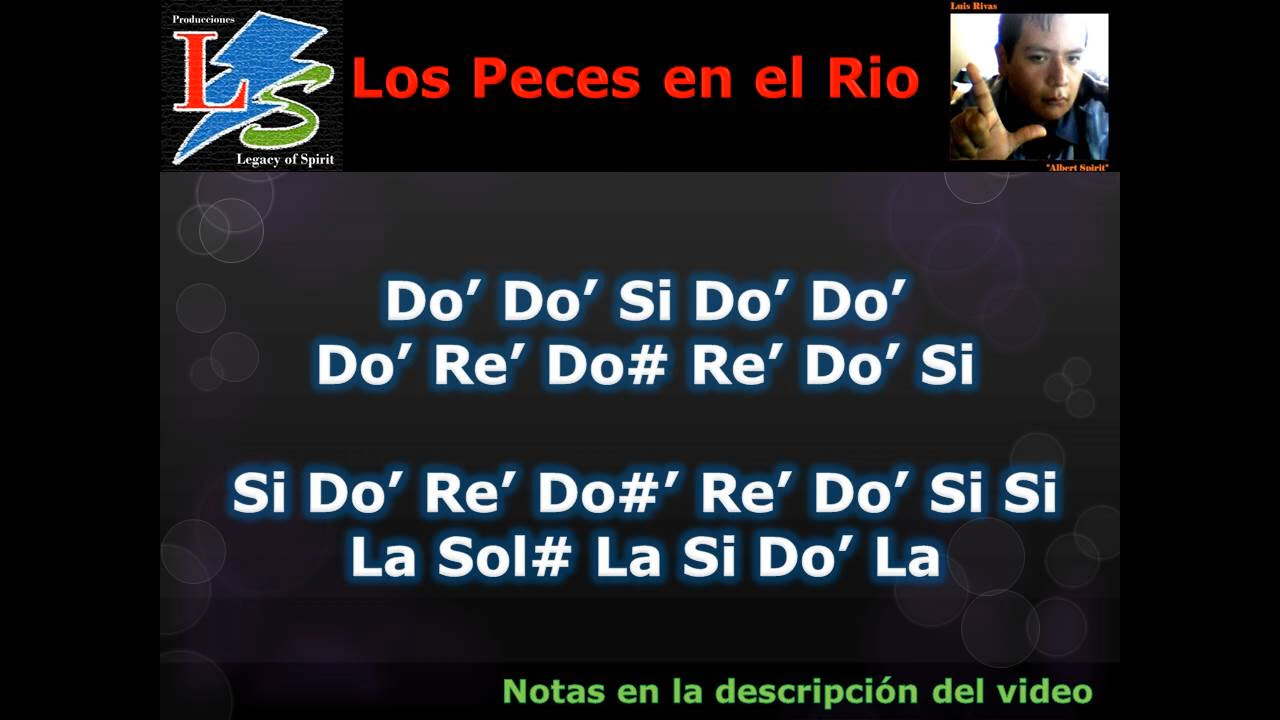 Producciones
LS
Legacy of Spirit
Los Peces en el Rio
Luis Rivas
"Albert Spirit"
Do’ Do’ Si Do’ Do’
Do’ Re’ Do# Re’ Do’ Si
Si Do’ Re’ Do#’ Re’ Do’ Si Si
La Sol# La Si Do’ La
Notas en la descripción del video